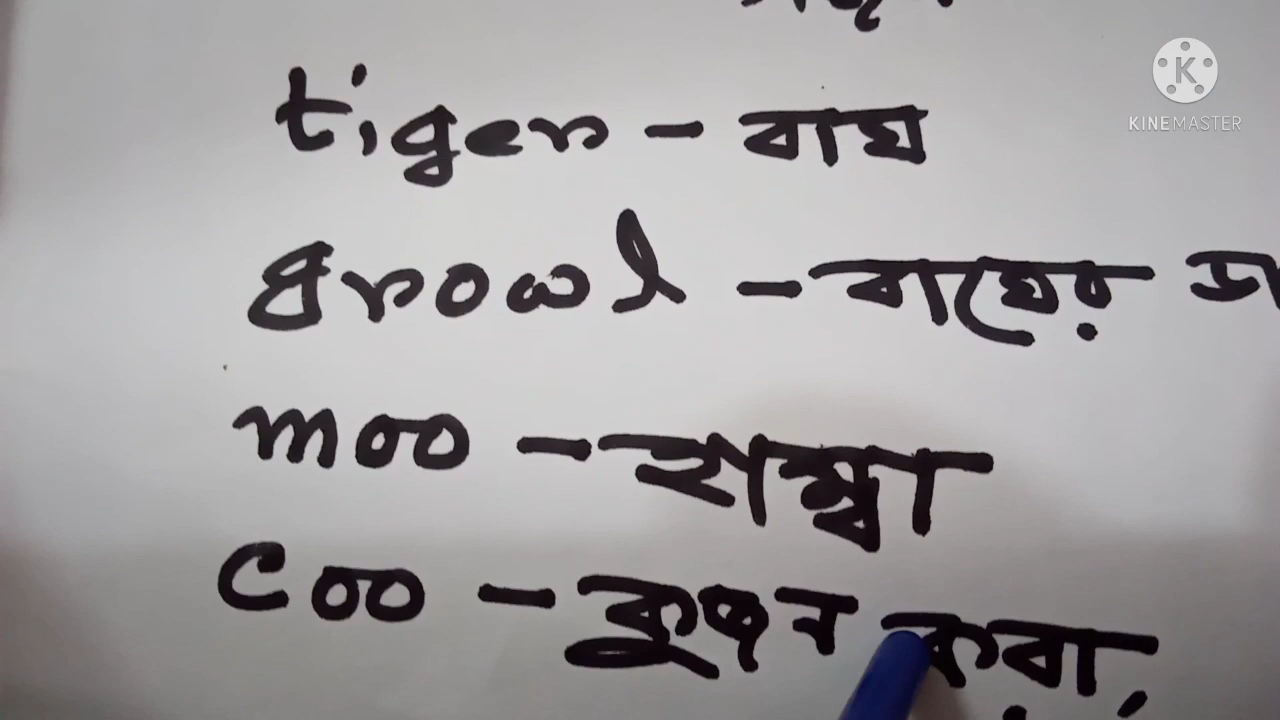 tiger - বাঘ
growl - বাঘের
moo - হাম্বা
coo - কুজন করা
KINEMASTER